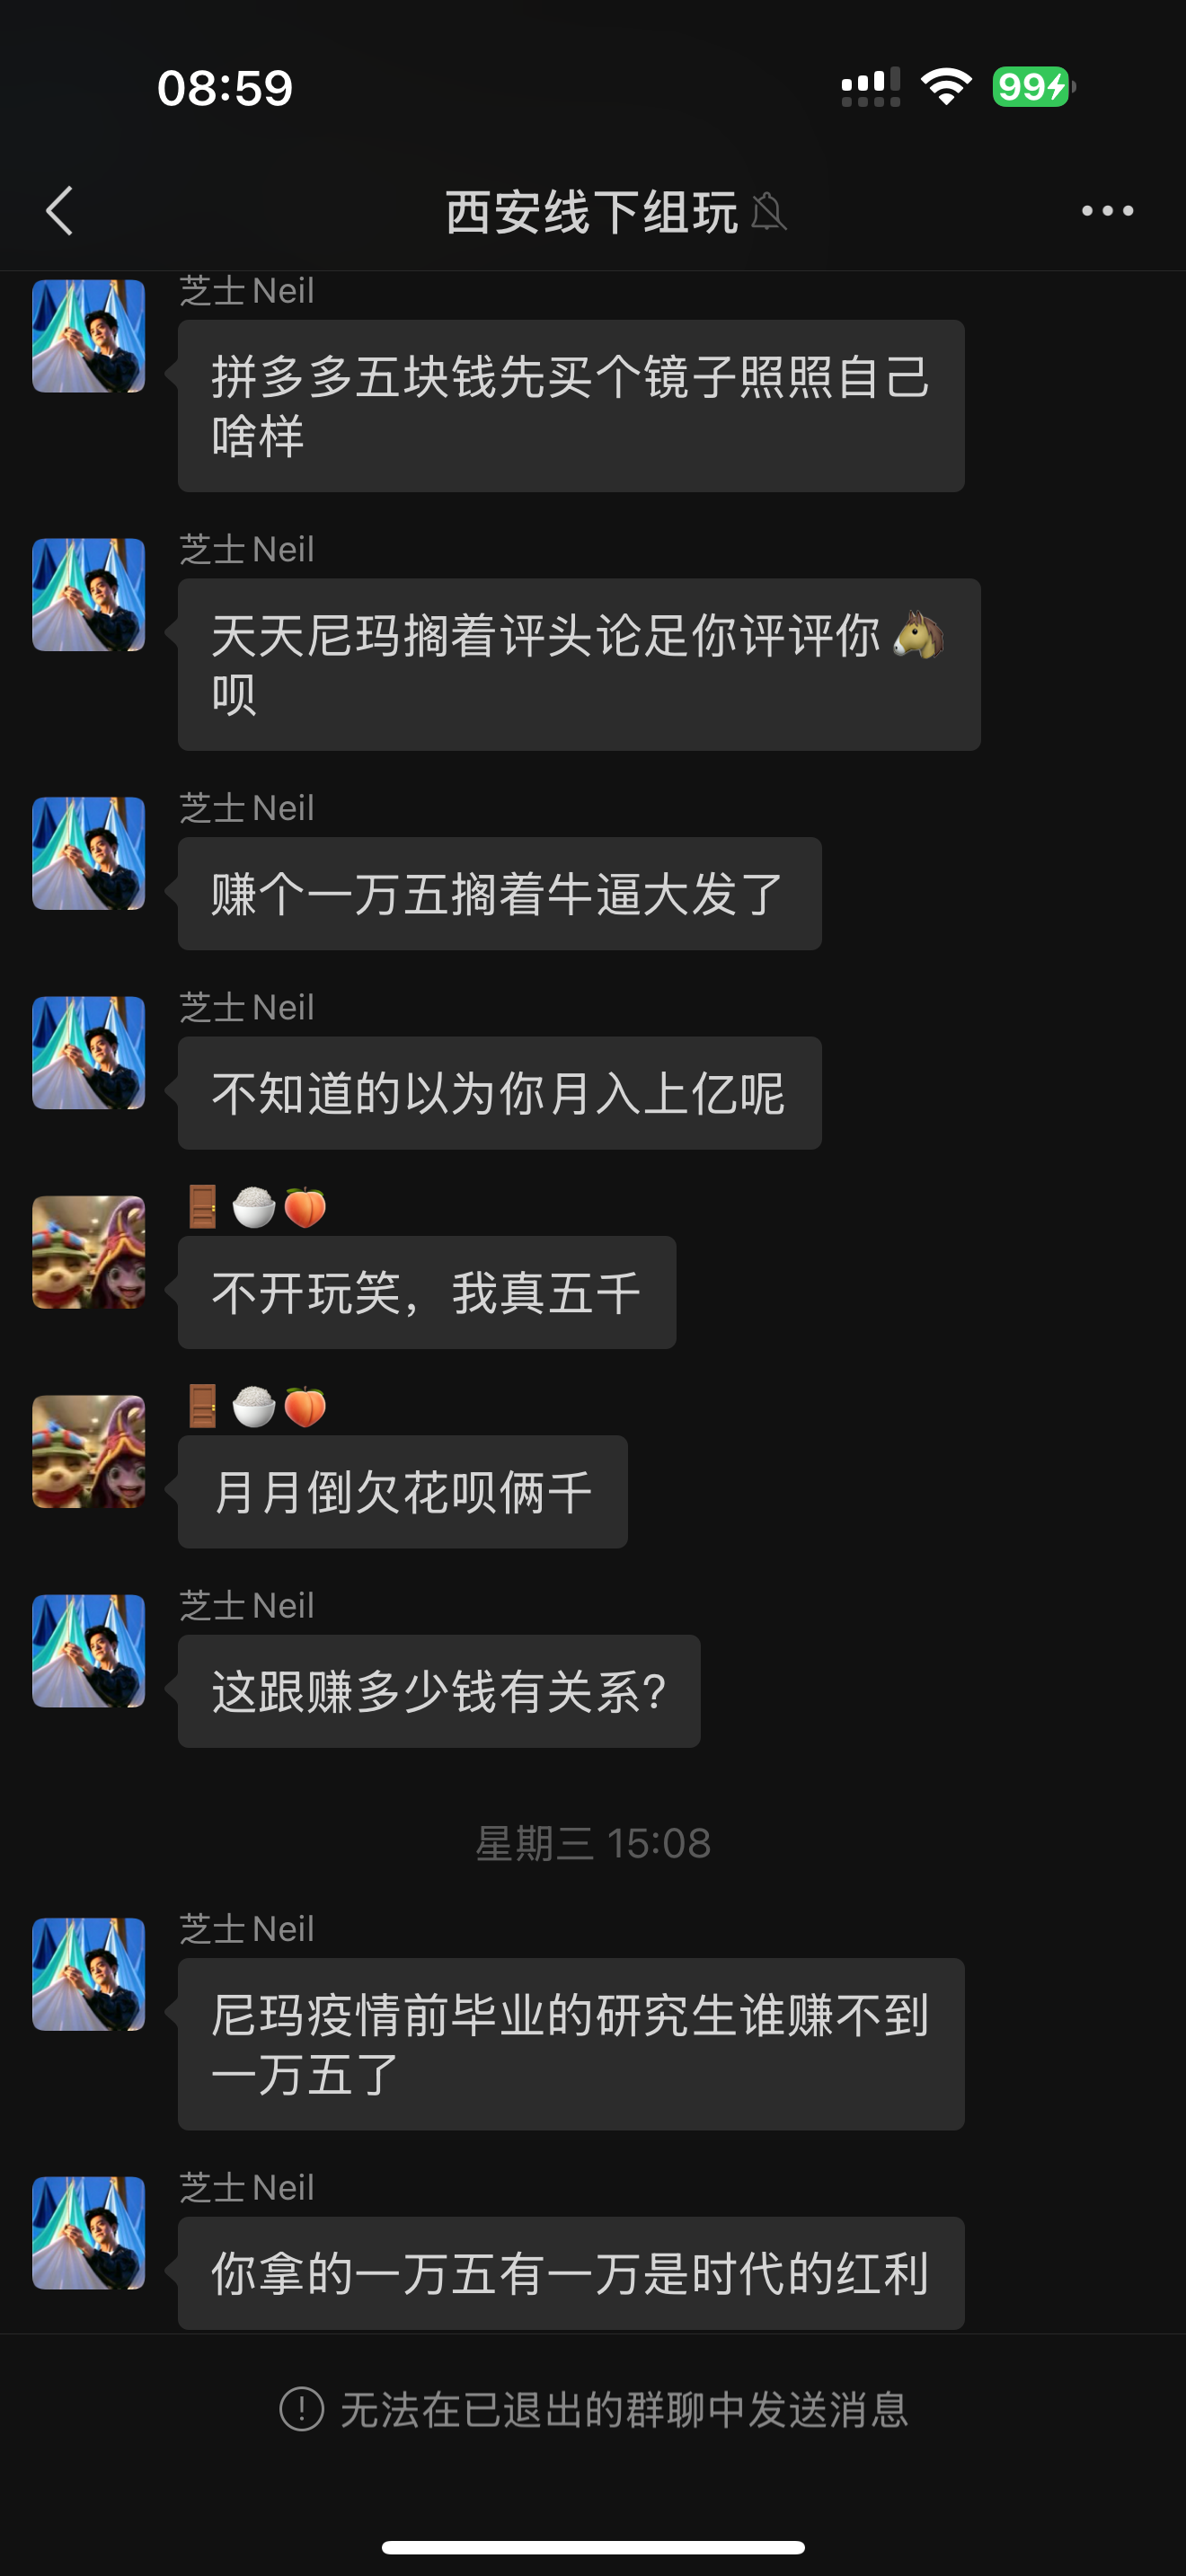 08:59
99
西安线下组玩
芝士Neil
拼多多五块钱先买个镜子照照自己
啥样
芝士Neil
天天尼玛搁着评头论足你评评你🐴
呗
芝士Neil
赚个一万五搁着牛逼大发了
芝士Neil
不知道的以为你月入上亿呢
🚪🍚🍑
不开玩笑，我真五千
🚪🍚🍑
月月倒欠花呗俩千
芝士Neil
这跟赚多少钱有关系?
星期三 15:08
芝士Neil
尼玛疫情前毕业的研究生谁赚不到
一万五了
芝士Neil
你拿的一万五有一万是时代的红利
无法在已退出的群聊中发送消息